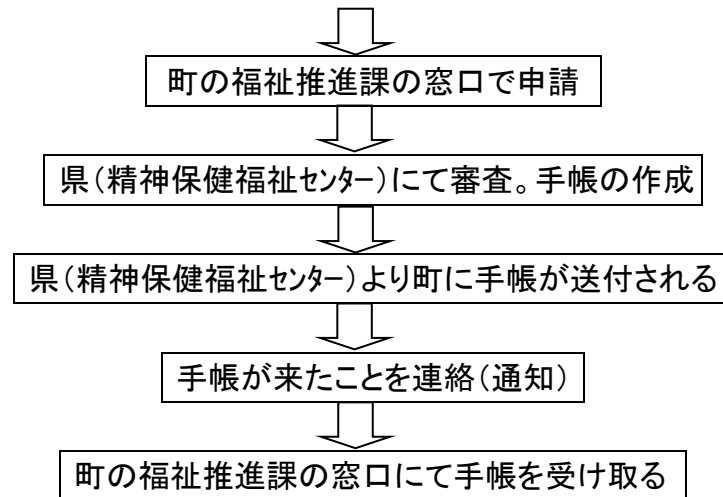 町の福祉推進課の窓口で申請
県（精神保健福祉ｾﾝﾀｰ）にて審査。手帳の作成
県（精神保健福祉ｾﾝﾀｰ）より町に手帳が送付される
手帳が来たことを連絡（通知）
町の福祉推進課の窓口にて手帳を受け取る